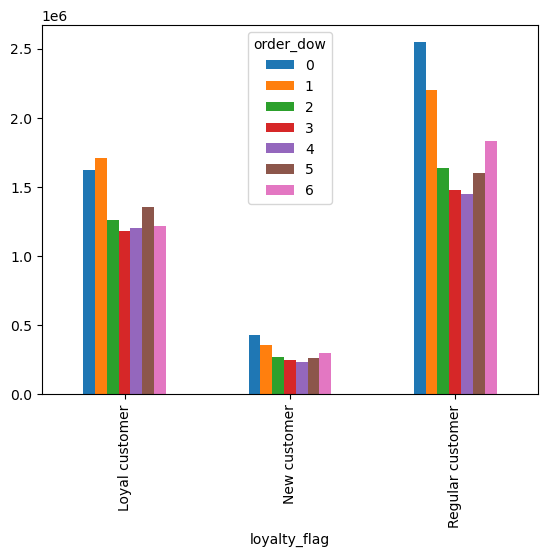 1e6
2.5
2.0
1.5
1.0
0.5
0.0
order_dow
0
1
2
3
4
5
6
Loyal customer
New customer
Regular customer
loyalty_flag